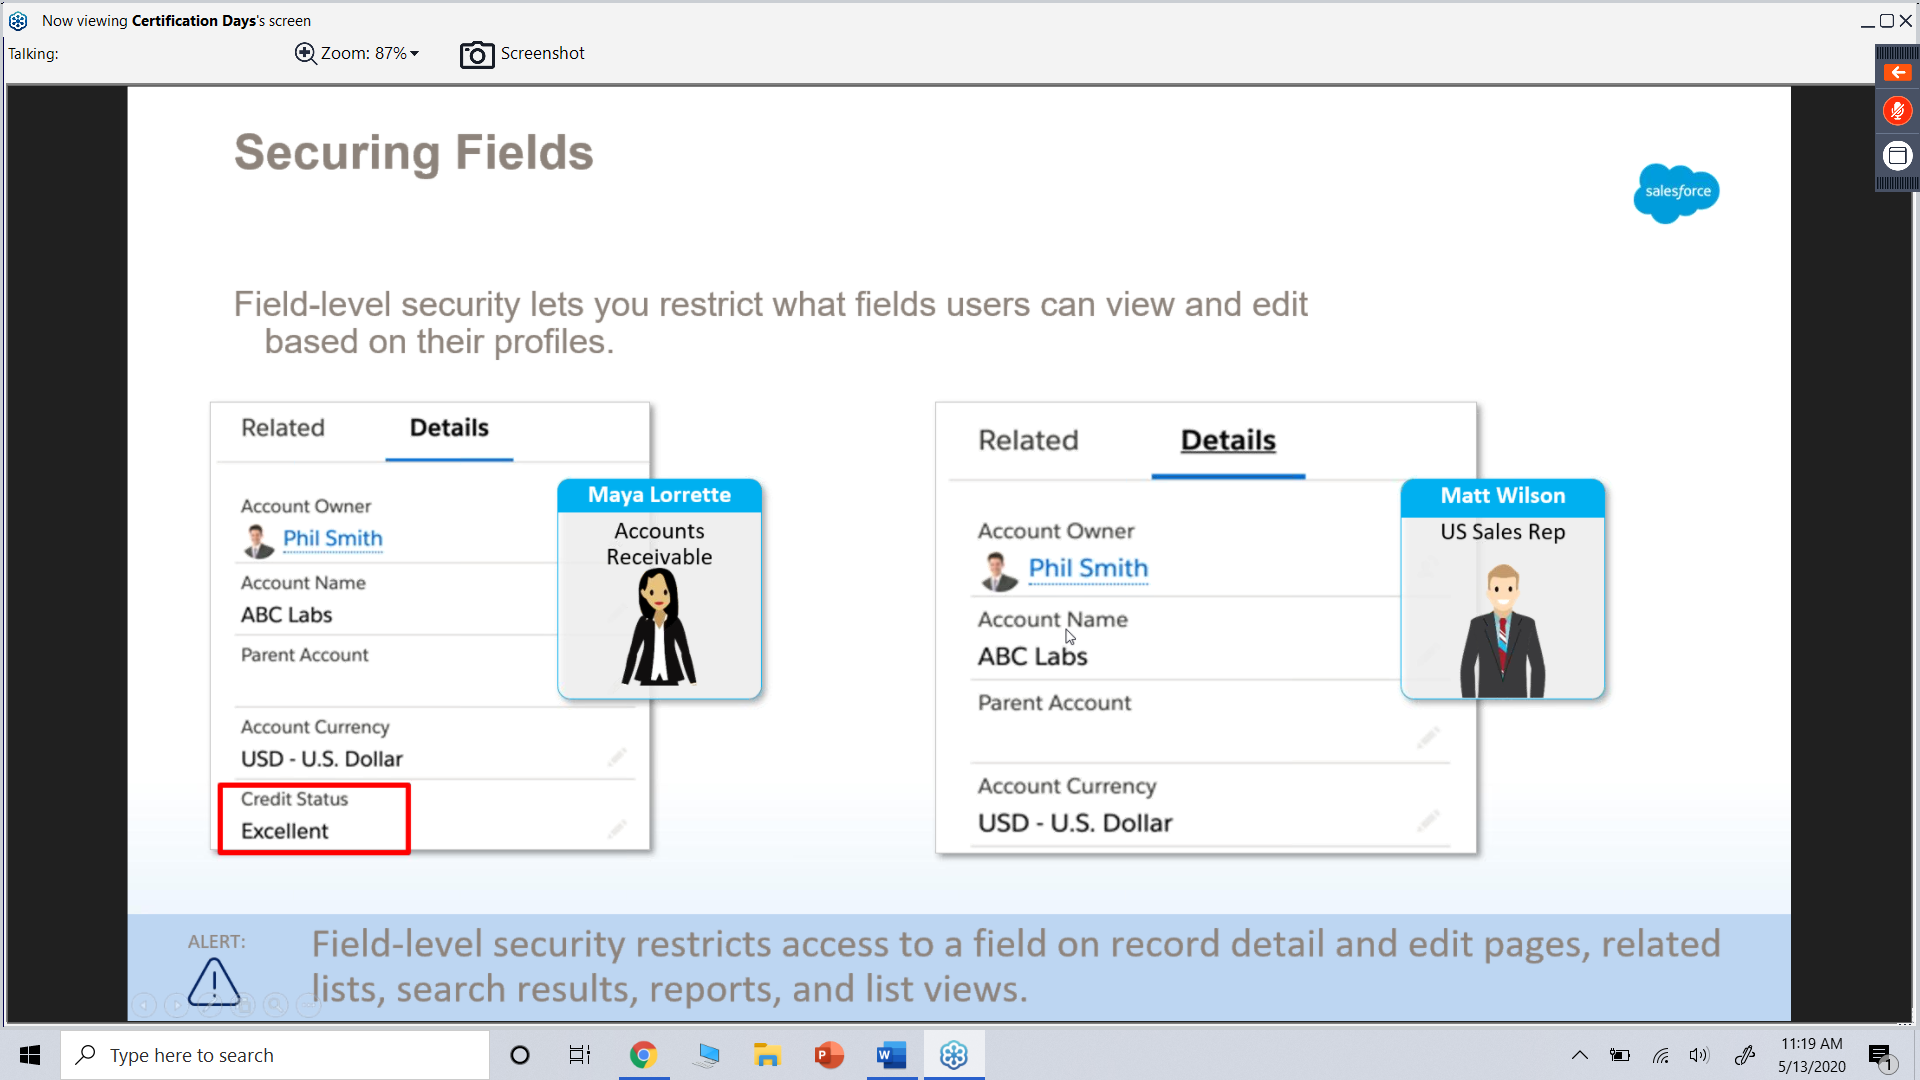 Now viewing Certification Days's screen
Talking:
Zoom: 87%
Screenshot
Securing Fields
salesforce
Field-level security lets you restrict what fields users can view and edit
based on their profiles.
Related Details
Account Owner
Phil Smith
Account Name
ABC Labs
Parent Account
Account Currency
USD - U.S. Dollar
Credit Status
Excellent
Maya Lorrette
Accounts
Receivable
Related Details
Account Owner
Phil Smith
Account Name
ABC Labs
Parent Account
Account Currency
USD - U.S. Dollar
Matt Wilson
US Sales Rep
ALERT:
Field-level security restricts access to a field on record detail and edit pages, related
lists, search results, reports, and list views.
Type here to search
P
W
11:19 AM
5/13/2020
1